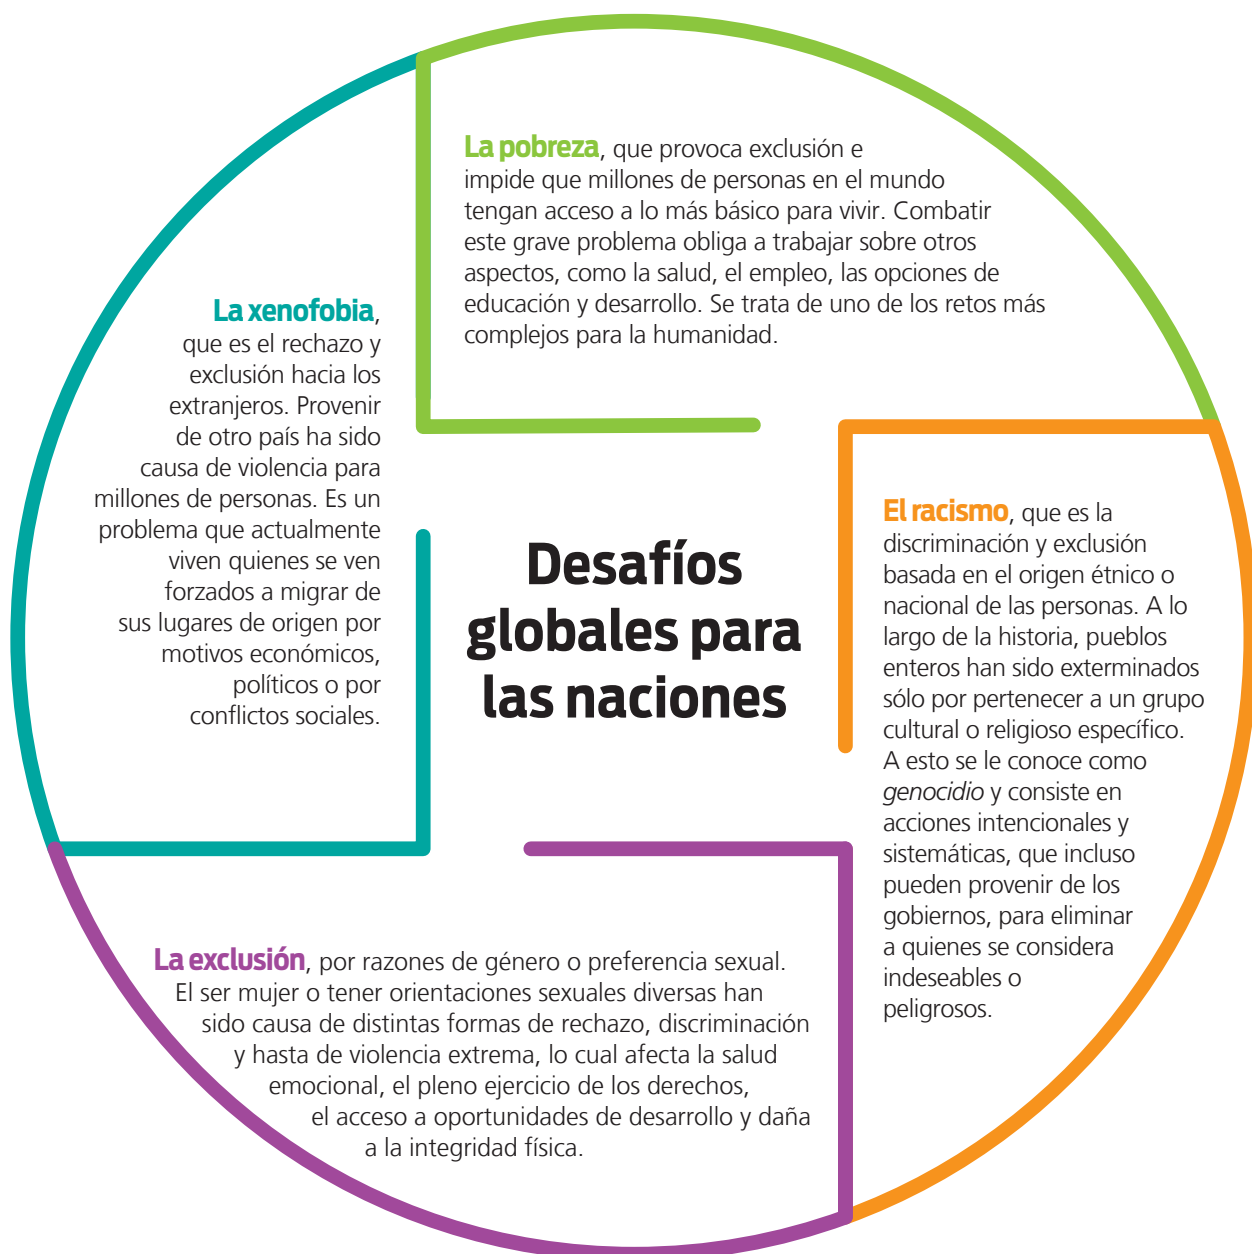 La pobreza, que provoca exclusión e
impide que millones de personas en el mundo
tengan acceso a lo más básico para vivir. Combatir
este grave problema obliga a trabajar sobre otros
aspectos, como la salud, el empleo, las opciones de
educación y desarrollo. Se trata de uno de los retos más
complejos para la humanidad.
La xenofobia,
que es el rechazo y
exclusión hacia los
extranjeros. Provenir
de otro país ha sido
causa de violencia para
millones de personas. Es un
problema que actualmente
viven quienes se ven
forzados a migrar de
sus lugares de origen por
motivos económicos,
políticos o por
conflictos sociales.
Desafíos
globales para
las naciones
El racismo, que es la
discriminación y exclusión
basada en el origen étnico o
nacional de las personas. A lo
largo de la historia, pueblos
enteros han sido exterminados
sólo por pertenecer a un grupo
cultural o religioso específico.
A esto se le conoce como
genocidio y consiste en
acciones intencionales y
sistemáticas, que incluso
pueden provenir de los
gobiernos, para eliminar
a quienes se considera
indeseables o
peligrosos.
La exclusión, por razones de género o preferencia sexual.
El ser mujer o tener orientaciones sexuales diversas han
sido causa de distintas formas de rechazo, discriminación
y hasta de violencia extrema, lo cual afecta la salud
emocional, el pleno ejercicio de los derechos,
el acceso a oportunidades de desarrollo y daña
a la integridad física.